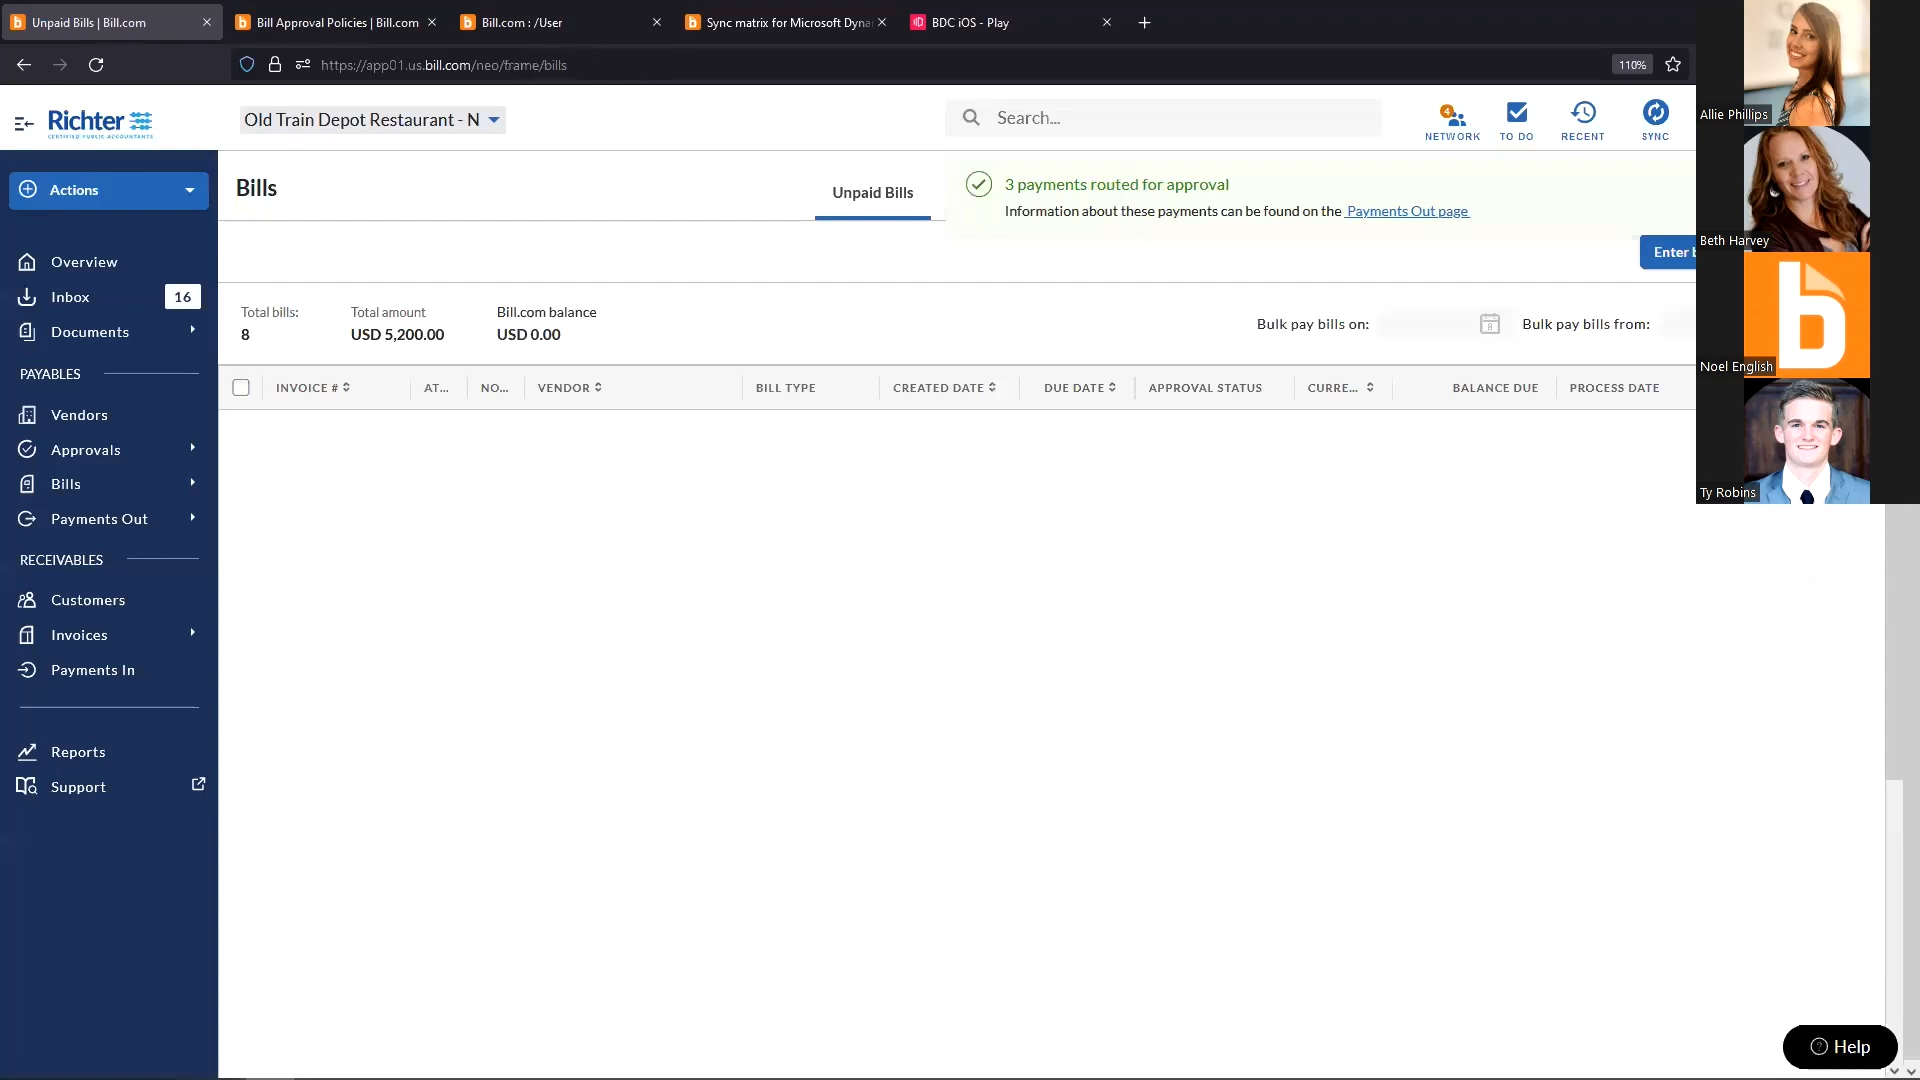 Unpaid Bills | Bill.com
Bill Approval Policies | Bill.com
Bill.com : /User
Sync matrix for Microsoft Dyna
BDC iOS - Play
https://app01.us.bill.com/neo/frame/bills
110%
Richter
CERTIFIED PUBLIC ACCOUNTANTS
Old Train Depot Restaurant - N
Search...
4
NETWORK
TO DO
RECENT
SYNC
Actions
Bills
Unpaid Bills
3 payments routed for approval
Information about these payments can be found on the Payments Out page
Enter b
Overview
Inbox 16
Documents
PAYABLES
Vendors
Approvals
Bills
Payments Out
RECEIVABLES
Customers
Invoices
Payments In
Reports
Support
Total bills:
8
Total amount
USD 5,200.00
Bill.com balance
USD 0.00
Bulk pay bills on:
Bulk pay bills from:
INVOICE # AT... NO... VENDOR BILL TYPE CREATED DATE DUE DATE APPROVAL STATUS CURRE... BALANCE DUE PROCESS DATE
Allie Phillips
Beth Harvey
b
Noel English
Ty Robins
Help